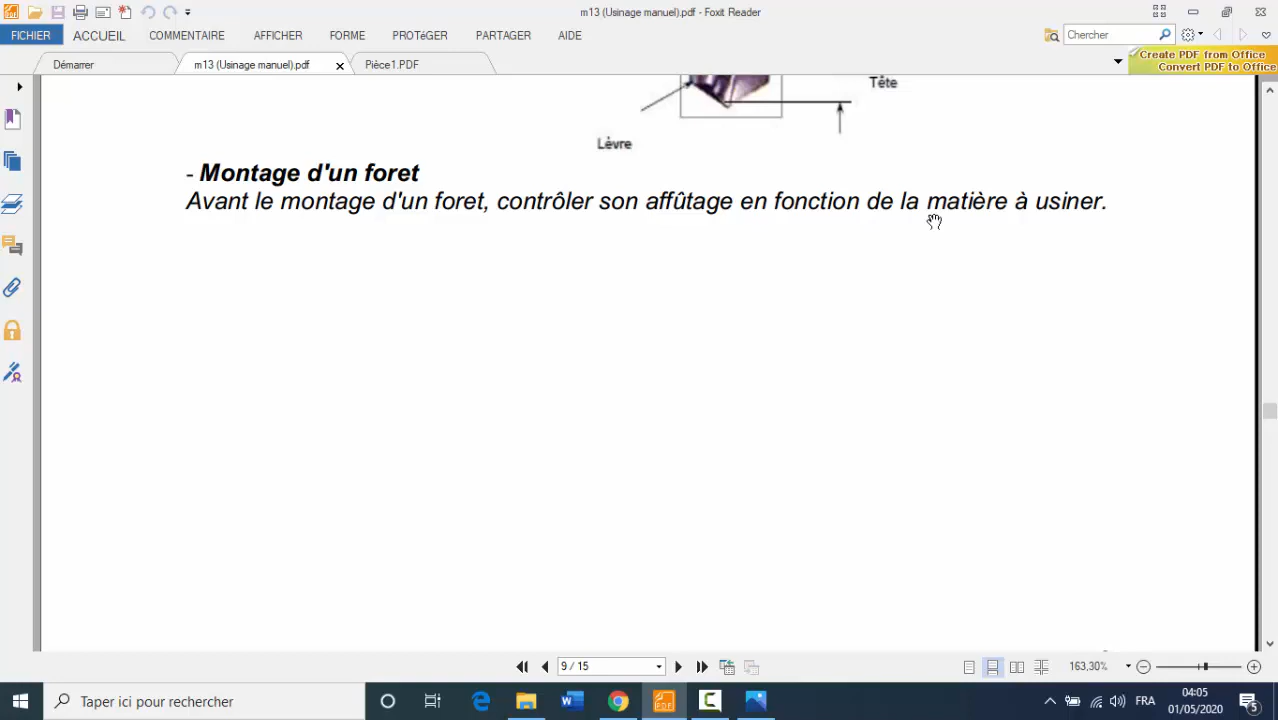 m13 (Usinage manuel).pdf - Foxit Reader
FICHIER ACCUEIL COMMENTAIRE AFFICHER FORME PROTéGER PARTAGER AIDE
Chercher
Démarrer m13 (Usinage manuel).pdf Pièce1.PDF
Create PDF from Office
Convert PDF to Office
Tête
Lèvre
- Montage d'un foret
Avant le montage d'un foret, contrôler son affûtage en fonction de la matière à usiner.
9 / 15
163,30%
Taper ici pour rechercher
PDF
FRA
04:05
01/05/2020
5